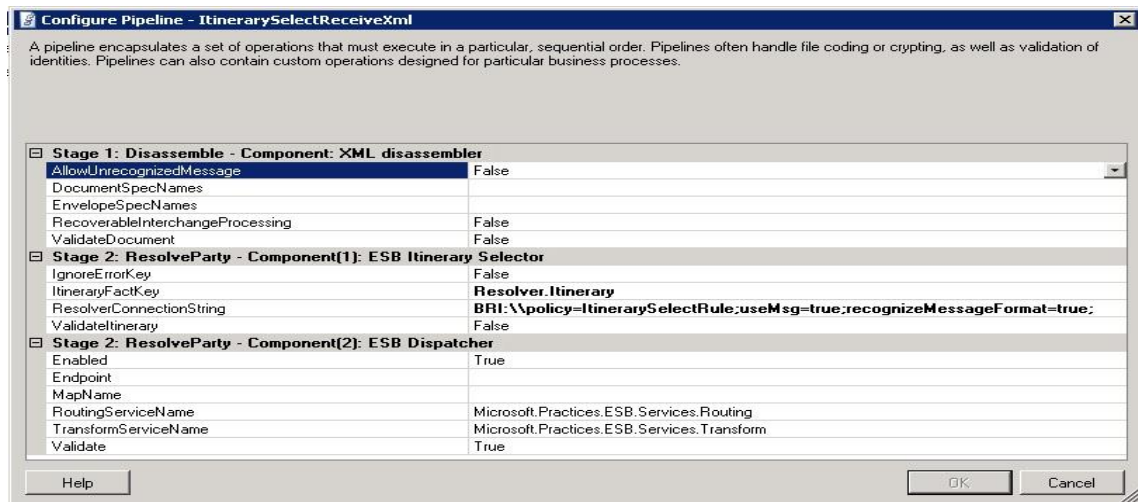 Configure Pipeline - ItinerarySelectReceiveXml
A pipeline encapsulates a set of operations that must execute in a particular, sequential order. Pipelines often handle file coding or crypting, as well as validation of
identities. Pipelines can also contain custom operations designed for particular business processes.
Stage 1: Disassemble - Component: XML disassembler
AllowUnrecognizedMessage False
DocumentSpecNames
EnvelopeSpecNames
RecoverableInterchangeProcessing False
ValidateDocument False
Stage 2: ResolveParty - Component(1): ESB Itinerary Selector
IgnoreErrorKey False
ItineraryFactKey Resolver.Itinerary
ResolverConnectionString BRI:\\policy=ItinerarySelectRule;useMsg=true;recognizeMessageFormat=true;
ValidateItinerary False
Stage 2: ResolveParty - Component(2): ESB Dispatcher
Enabled True
Endpoint
MapName
RoutingServiceName Microsoft.Practices.ESB.Services.Routing
TransformServiceName Microsoft.Practices.ESB.Services.Transform
Validate True
Help OK Cancel